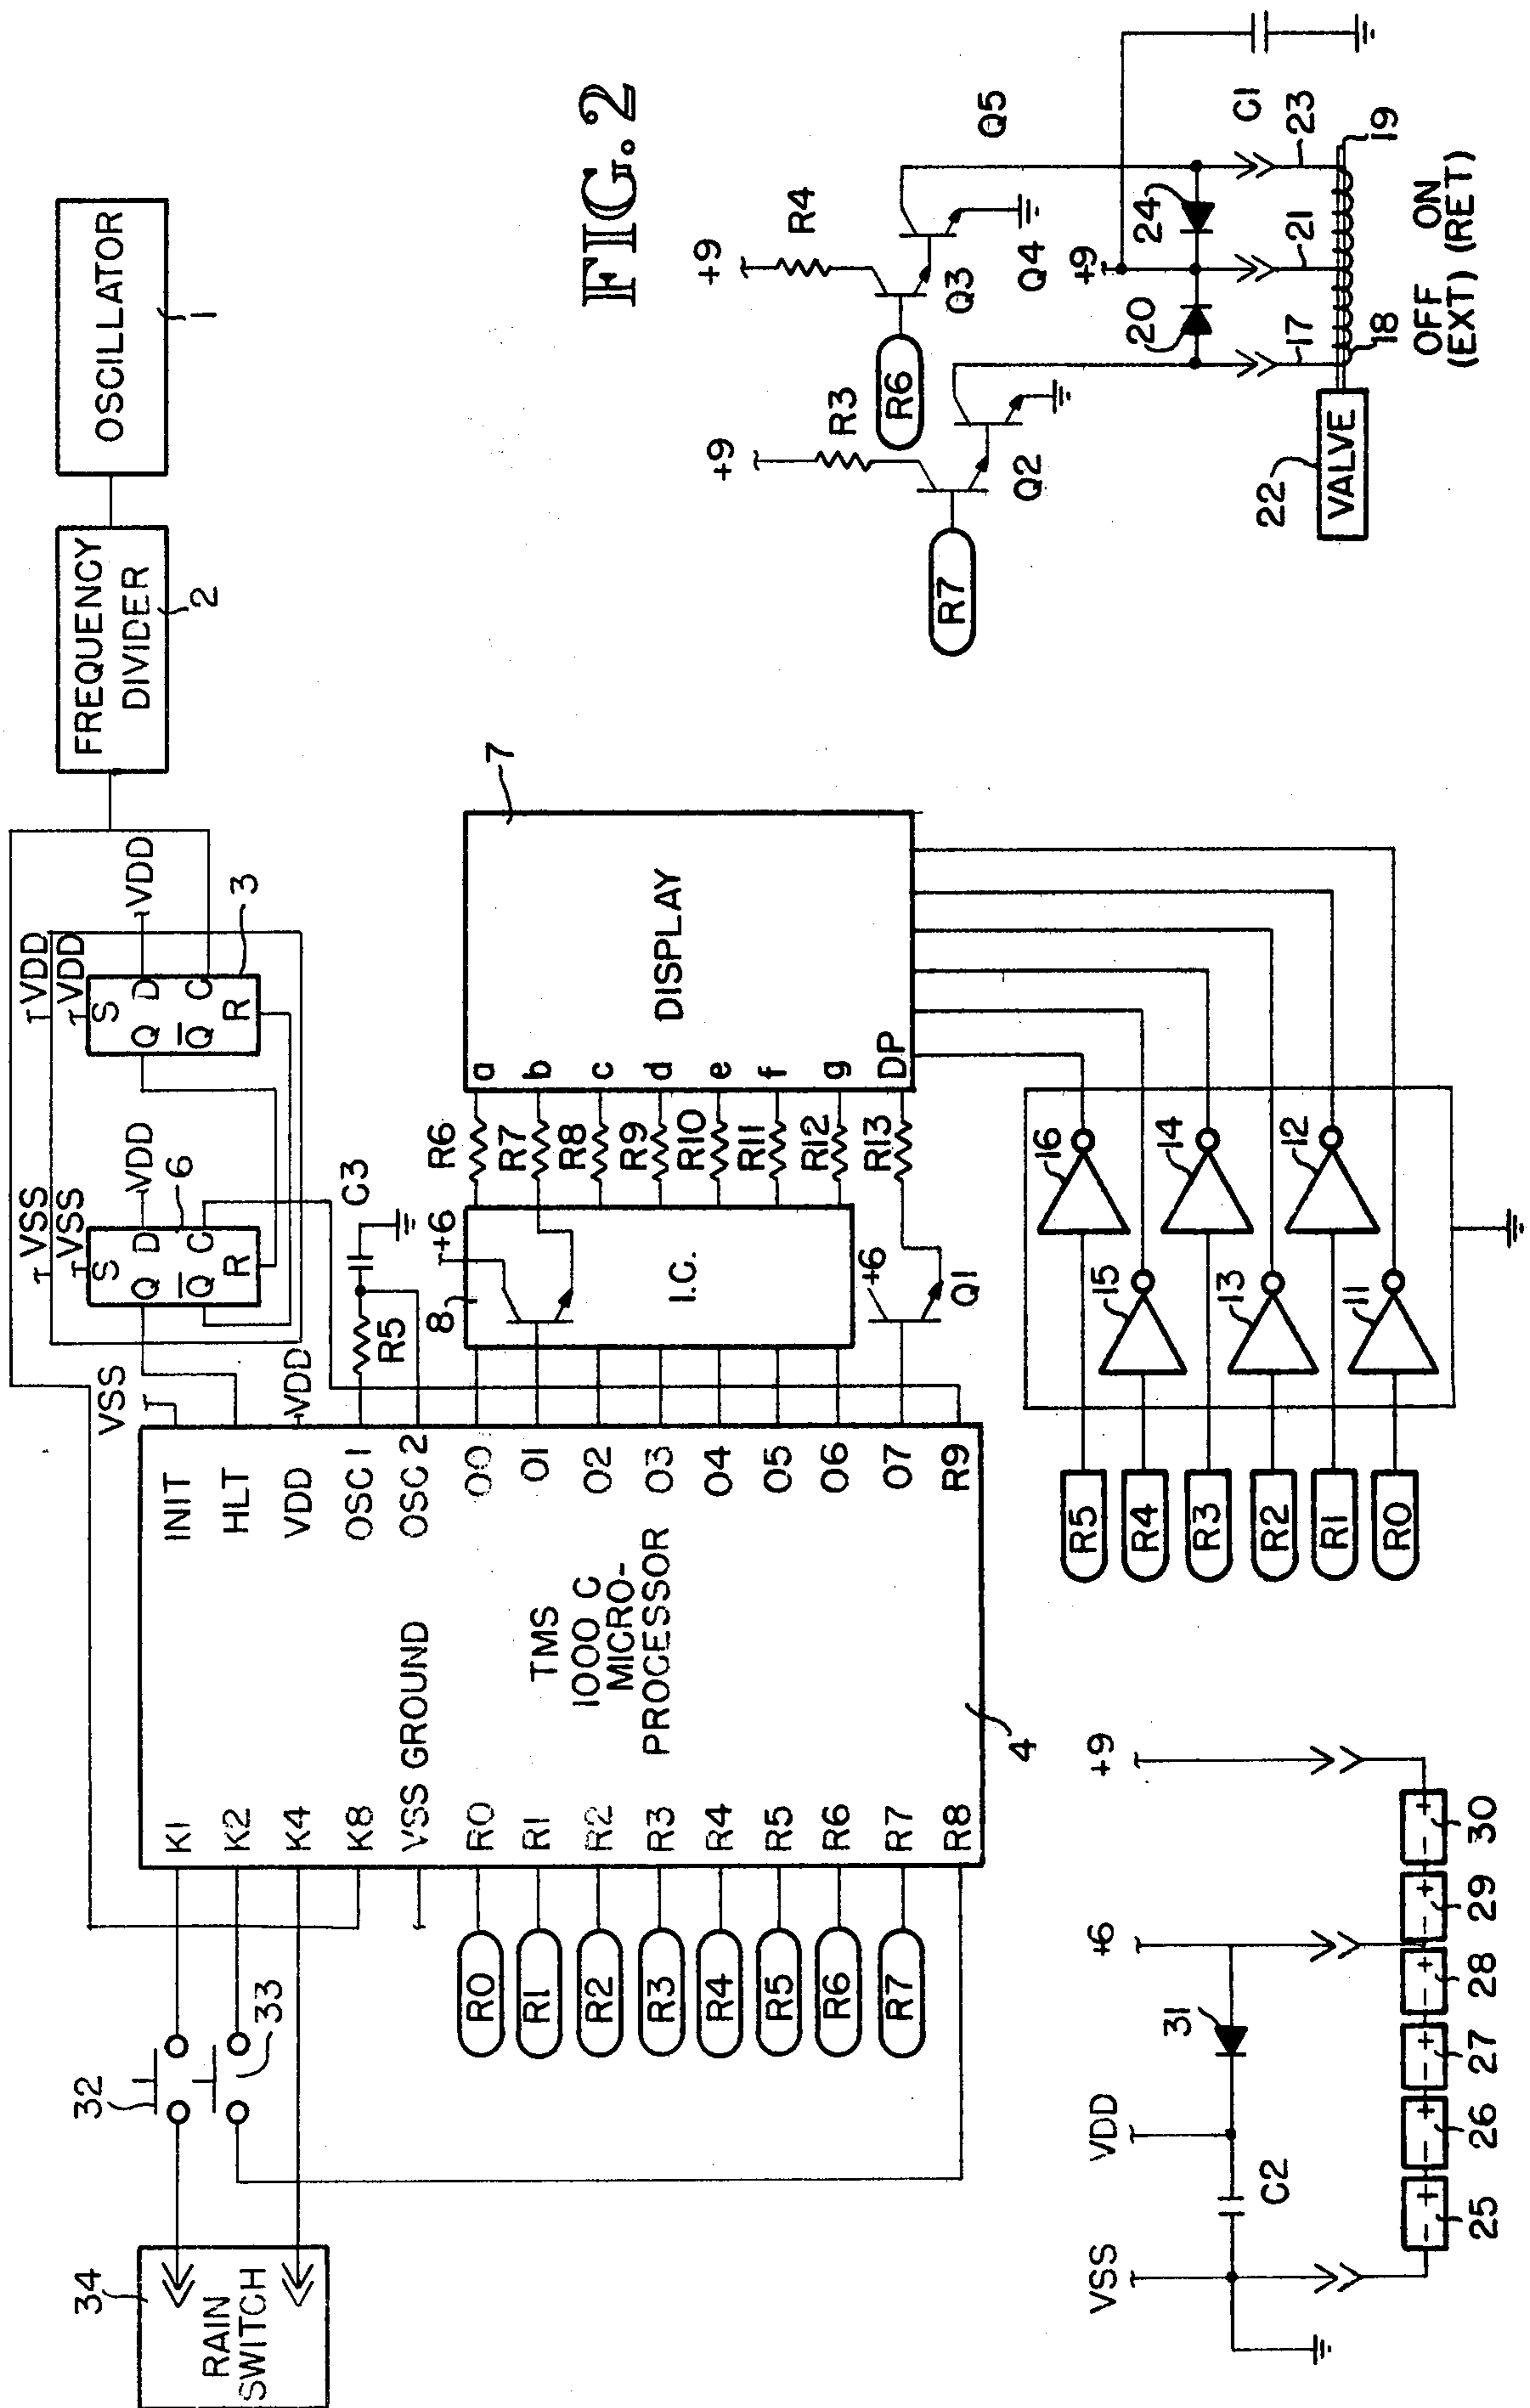 FIG. 2
OSCILLATOR
1
FREQUENCY
DIVIDER
2
VDD
VDD
VDD
S
Q D
Q̅ C
R
3
VSS
VSS
VDD
S
Q D
Q̅ C
R
6
34
RAIN
SWITCH
32
33
VSS
K1
K2
K4
K8
VSS GROUND
R0
R1
R2
R3
R4
R5
R6
R7
R8
INIT
HLT
VDD
VDD
OSC 1
OSC 2
O0
O1
O2
O3
O4
O5
O6
O7
R9
TMS
1000 C
MICRO-
PROCESSOR
4
R0
R1
R2
R3
R4
R5
R6
R7
R5
C3
8
+6
I.C.
+6
Q1
R6
R7
R8
R9
R10
R11
R12
R13
a
b
c
d
e
f
g
DP
DISPLAY
7
R5
R4
R3
R2
R1
R0
16
15
14
13
12
11
+9
R3
R7
Q2
+9
R4
R6
Q3
Q4
Q5
+9
20
24
C1
17
21
23
18
19
22
VALVE
OFF ON
(EXT) (RET)
VSS
VDD
+6
+9
C2
31
- +
- +
- +
- +
- +
- +
25
26
27
28
29
30